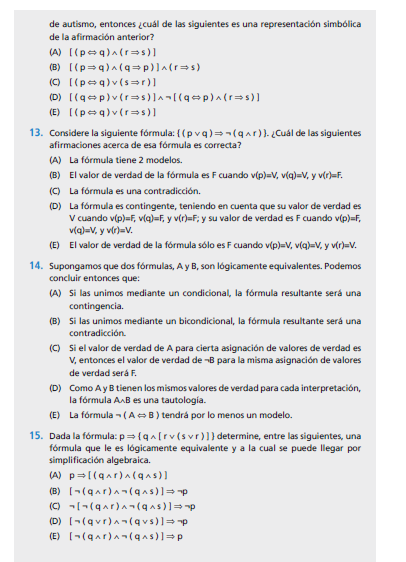 de autismo, entonces ¿cuál de las siguientes es una representación simbólica
de la afirmación anterior?
(A) [ ( p ⇔ q ) ∧ ( r ⇒ s ) ]
(B) [ ( p ⇒ q ) ∧ ( q ⇒ p ) ] ∧ ( r ⇒ s )
(C) [ ( p ⇔ q ) ∨ ( s ⇒ r ) ]
(D) [ ( q ⇔ p ) ∨ ( r ⇒ s ) ] ∧ ¬ [ ( q ⇔ p ) ∧ ( r ⇒ s ) ]
(E) [ ( p ⇔ q ) ∨ ( r ⇒ s ) ]
13. Considere la siguiente fórmula: { ( p ∨ q ) ⇒ ¬ ( q ∧ r ) }. ¿Cuál de las siguientes
afirmaciones acerca de esa fórmula es correcta?
(A) La fórmula tiene 2 modelos.
(B) El valor de verdad de la fórmula es F cuando v(p)=V, v(q)=V, y v(r)=F.
(C) La fórmula es una contradicción.
(D) La fórmula es contingente, teniendo en cuenta que su valor de verdad es
V cuando v(p)=F, v(q)=F, y v(r)=F; y su valor de verdad es F cuando v(p)=F,
v(q)=V, y v(r)=V.
(E) El valor de verdad de la fórmula sólo es F cuando v(p)=V, v(q)=V, y v(r)=V.
14. Supongamos que dos fórmulas, A y B, son lógicamente equivalentes. Podemos
concluir entonces que:
(A) Si las unimos mediante un condicional, la fórmula resultante será una
contingencia.
(B) Si las unimos mediante un bicondicional, la fórmula resultante será una
contradicción.
(C) Si el valor de verdad de A para cierta asignación de valores de verdad es
V, entonces el valor de verdad de ¬B para la misma asignación de valores
de verdad será F.
(D) Como A y B tienen los mismos valores de verdad para cada interpretación,
la fórmula A∧B es una tautología.
(E) La fórmula ¬ ( A ⇔ B ) tendrá por lo menos un modelo.
15. Dada la fórmula: p ⇒ { q ∧ [ r ∨ ( s ∨ r ) ] } determine, entre las siguientes, una
fórmula que le es lógicamente equivalente y a la cual se puede llegar por
simplificación algebraica.
(A) p ⇒ [ ( q ∧ r ) ∧ ( q ∧ s ) ]
(B) [ ¬ ( q ∧ r ) ∧ ¬ ( q ∧ s ) ] ⇒ ¬p
(C) ¬ [ ¬ ( q ∧ r ) ∧ ¬ ( q ∧ s ) ] ⇒ ¬p
(D) [ ¬ ( q ∨ r ) ∧ ¬ ( q ∨ s ) ] ⇒ ¬p
(E) [ ¬ ( q ∧ r ) ∧ ¬ ( q ∧ s ) ] ⇒ p